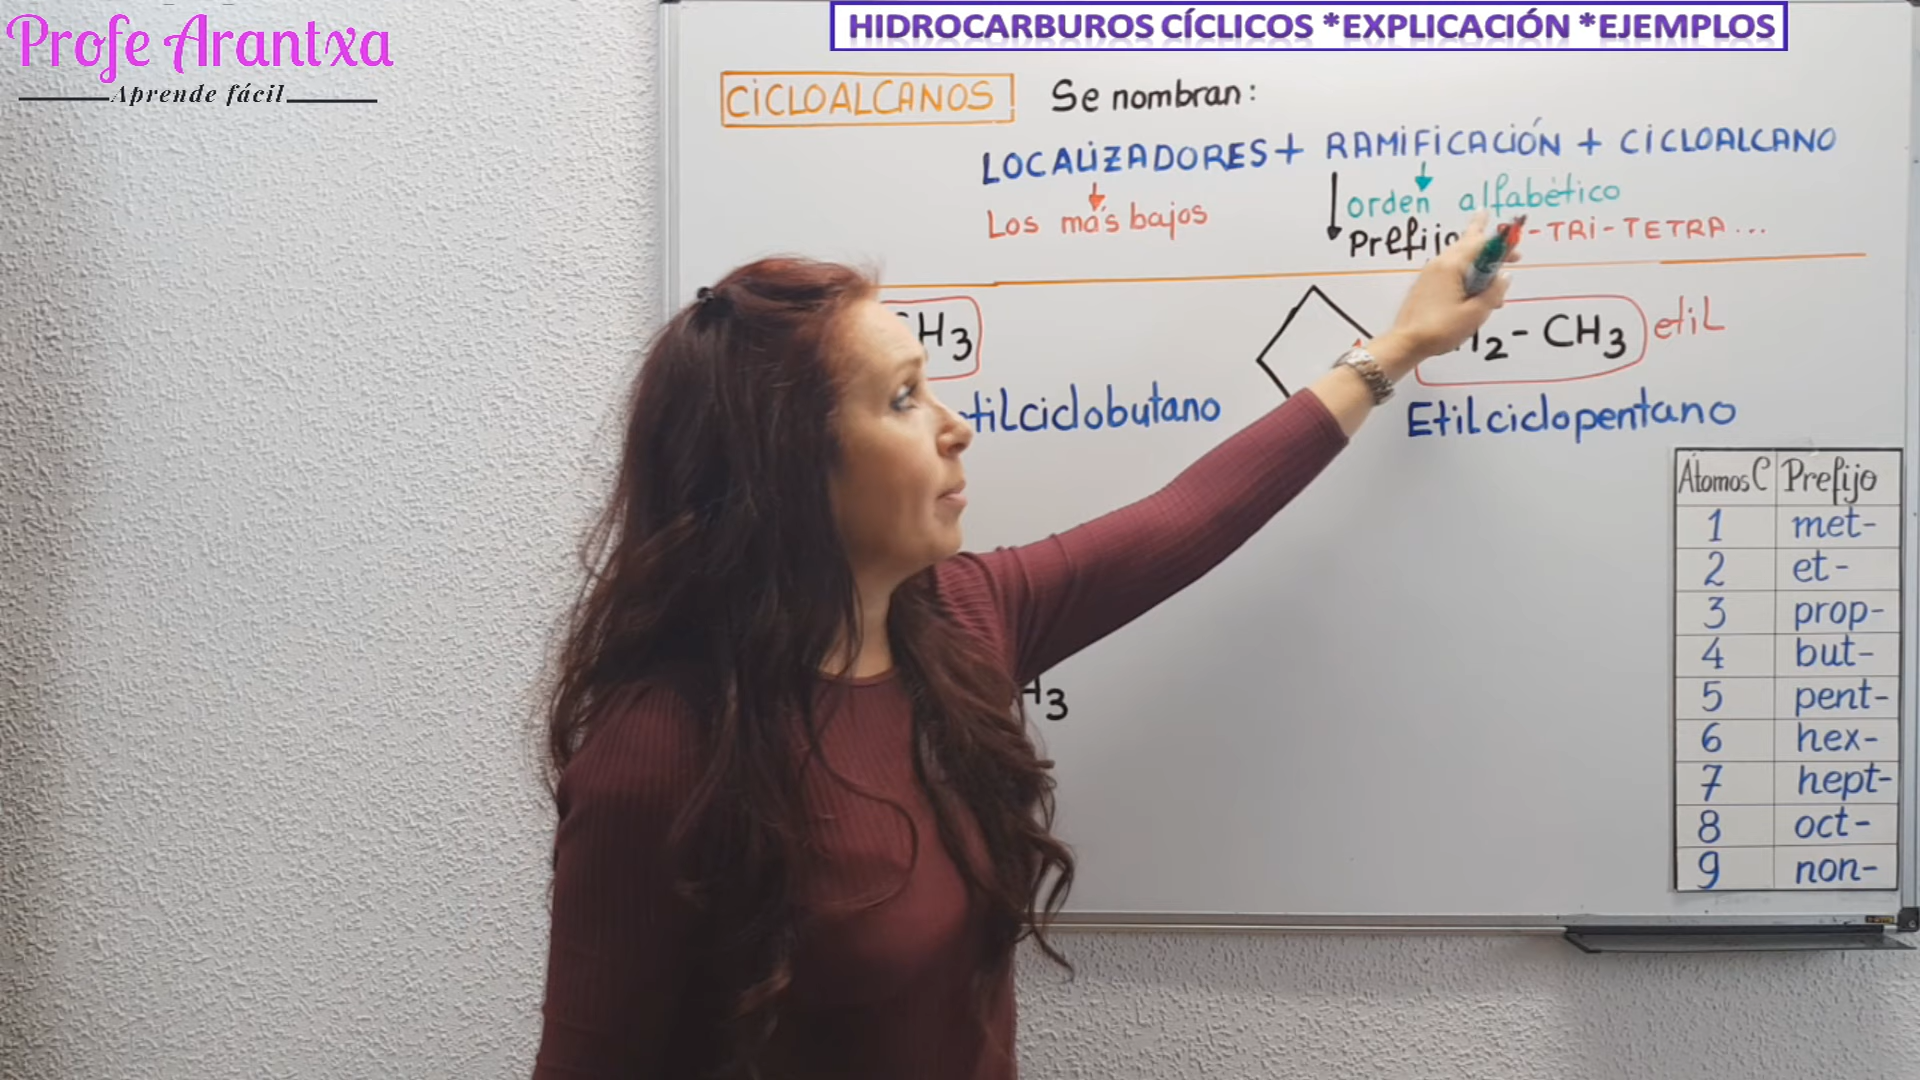 Profe Arantxa
Aprende fácil
HIDROCARBUROS CÍCLICOS *EXPLICACIÓN *EJEMPLOS
CICLOALCANOS Se nombran:
LOCALIZADORES + RAMIFICACIÓN + CICLOALCANO
Los más bajos
orden alfabético
-TRI-TETRA...
H3
H2-CH3 etil
tilciclobutano
Etilciclopentano
H3
Átomos C Prefijo
1 met-
2 et-
3 prop-
4 but-
5 pent-
6 hex-
7 hept-
8 oct-
9 non-